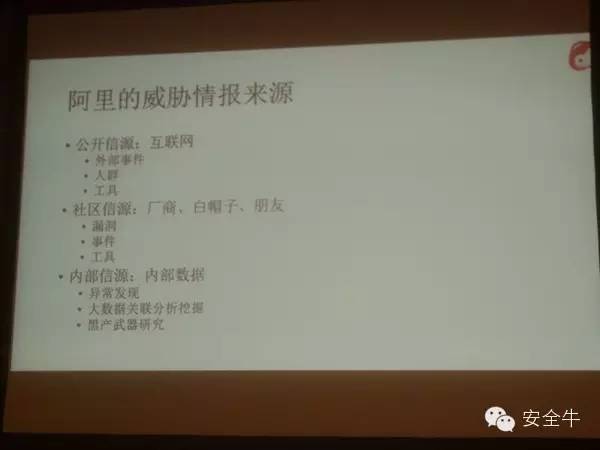 阿里的威胁情报来源
• 公开信源：互联网
• 外部事件
• 人群
• 工具
• 社区信源：厂商、白帽子、朋友
• 漏洞
• 事件
• 工具
• 内部信源：内部数据
• 异常发现
• 大数据关联分析挖掘
• 黑产武器研究
安全牛